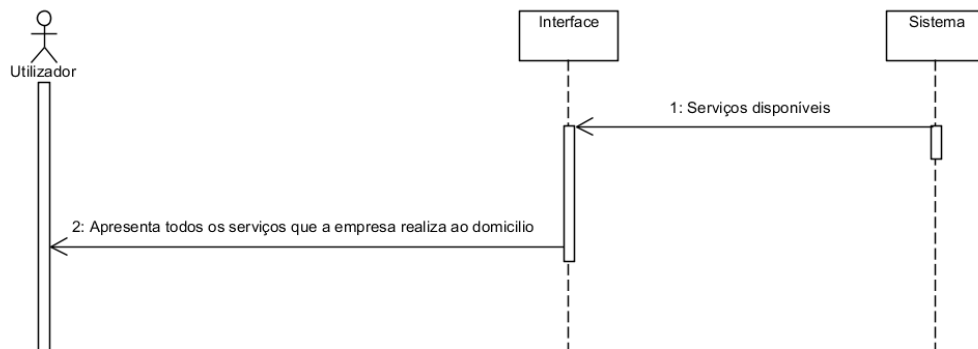 Interface
Sistema
Utilizador
1: Serviços disponíveis
2: Apresenta todos os serviços que a empresa realiza ao domicilio